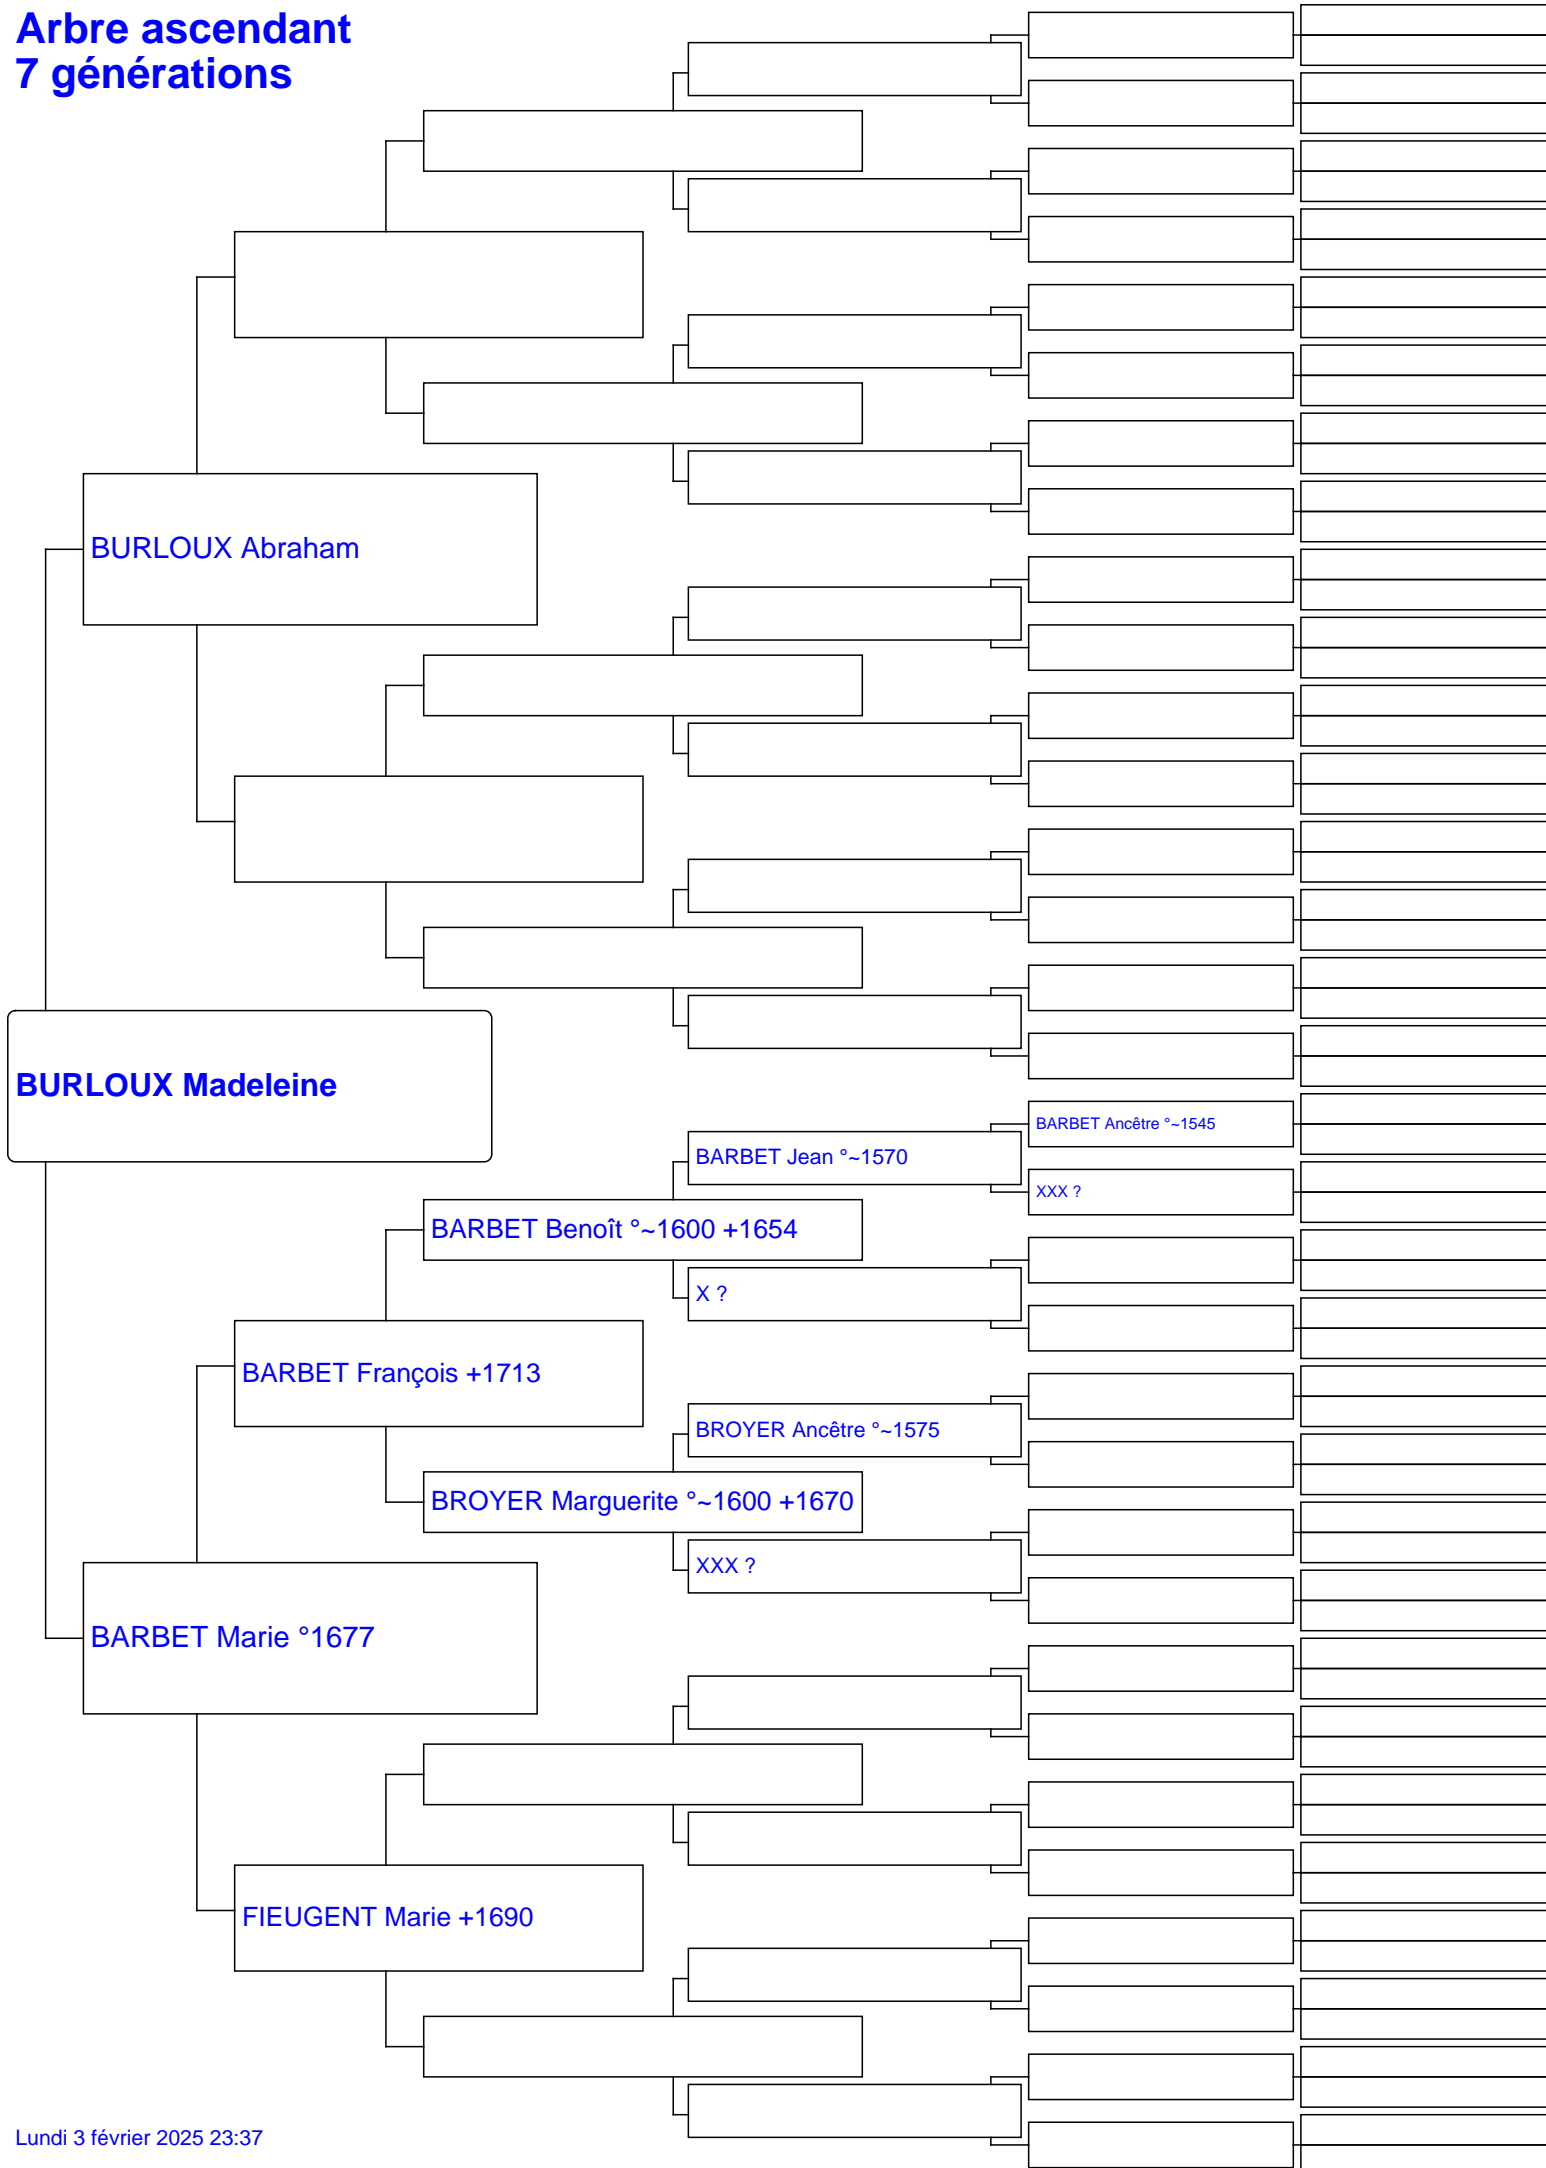 Arbre ascendant
7 générations
BURLOUX Abraham
BURLOUX Madeleine
BARBET Ancêtre °~1545
BARBET Jean °~1570
XXX ?
BARBET Benoît °~1600 +1654
X ?
BARBET François +1713
BROYER Ancêtre °~1575
BROYER Marguerite °~1600 +1670
XXX ?
BARBET Marie °1677
FIEUGENT Marie +1690
Lundi 3 février 2025 23:37